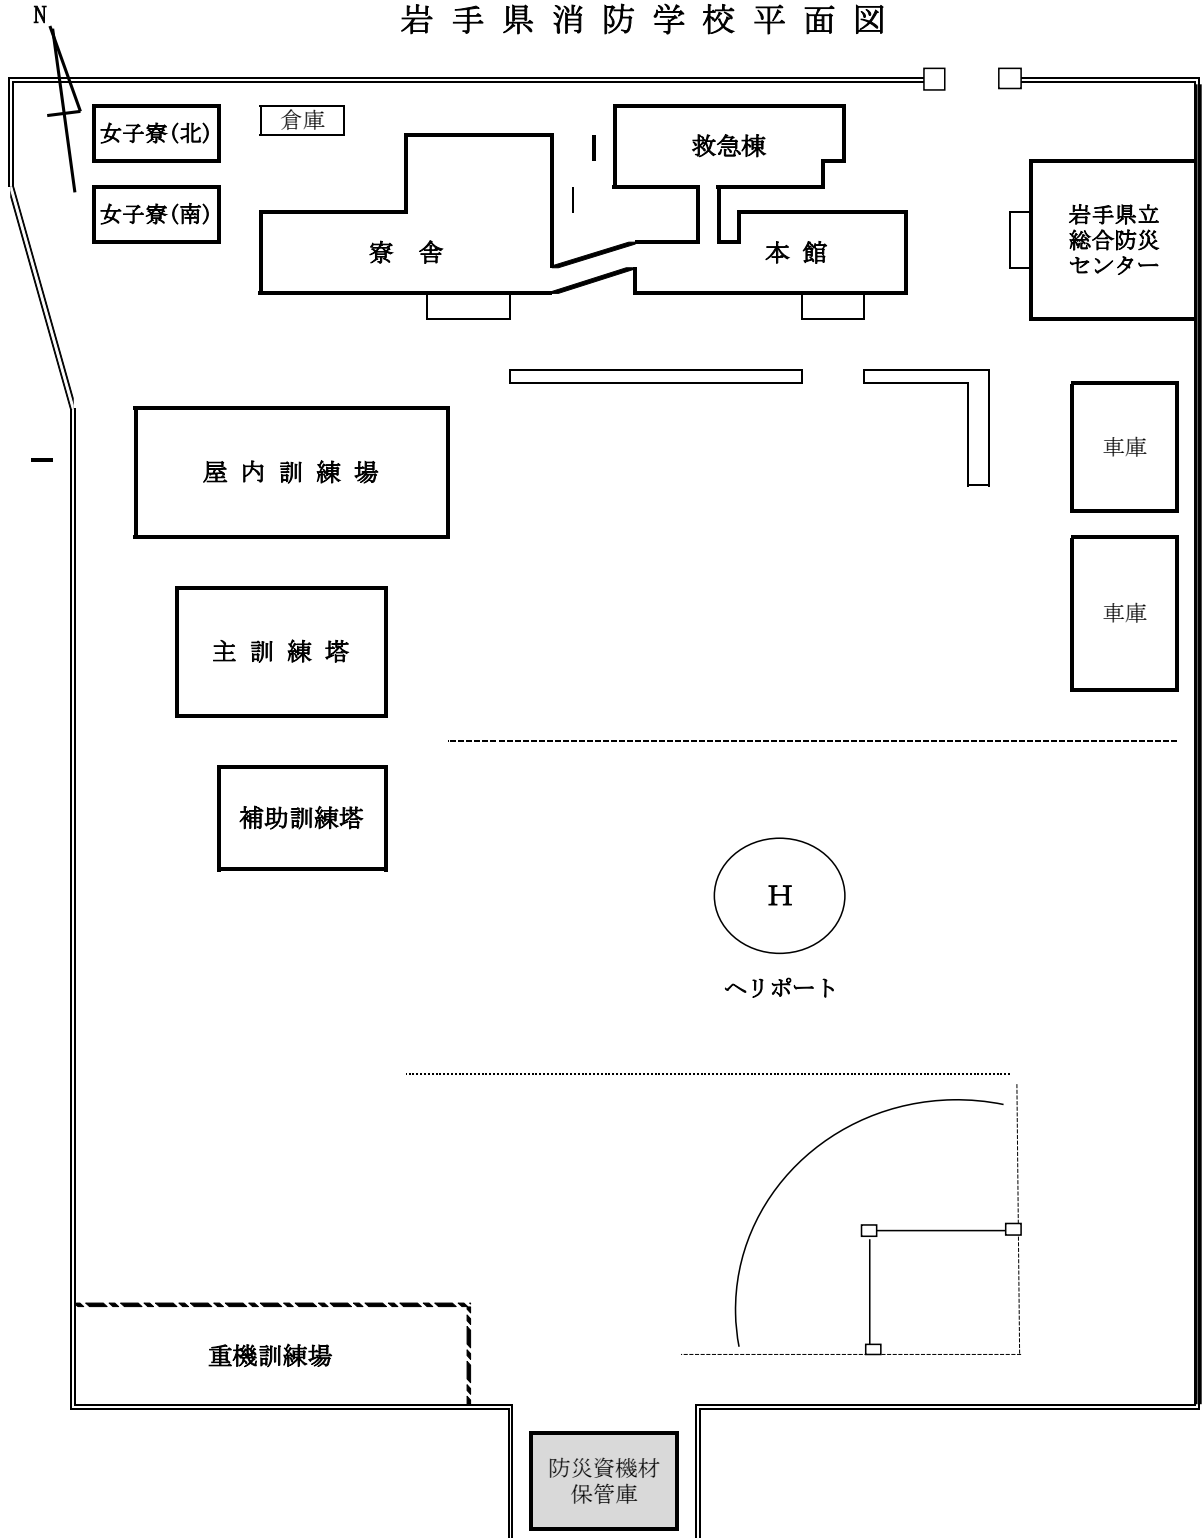 岩手県消防学校平面図
N
女子寮(北)
倉庫
救急棟
女子寮(南)
寮 舎
本 館
岩手県立
総合防災
センター
車庫
屋 内 訓 練 場
車庫
主 訓 練 塔
補助訓練塔
H
ヘリポート
重機訓練場
防災資機材
保管庫